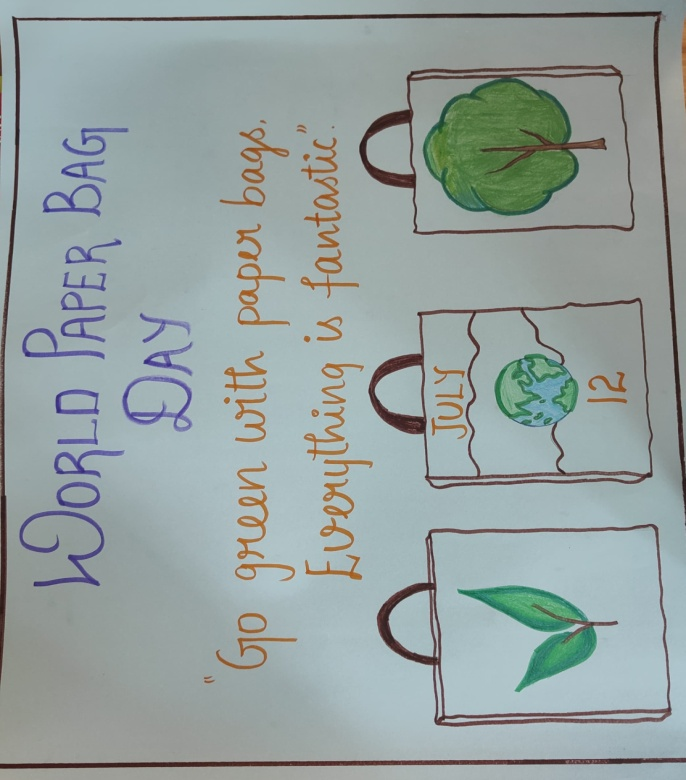 WORLD PAPER BAG
DAY
"Go green with paper bags,
Everything is fantastic".
JULY
12